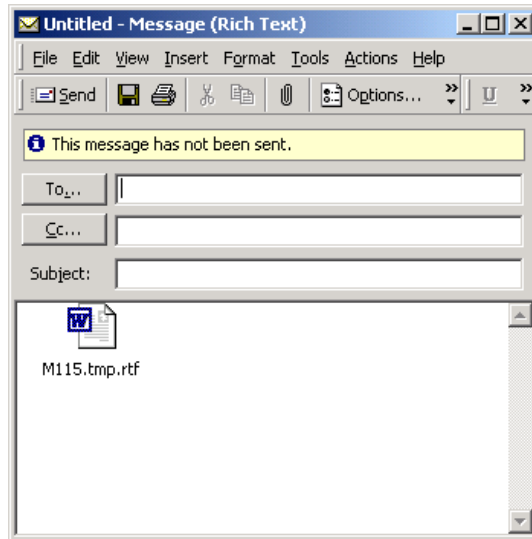 Untitled - Message (Rich Text)
File Edit View Insert Format Tools Actions Help
Send Options... » U »
This message has not been sent.
To...
Cc...
Subject:
W
M115.tmp.rtf